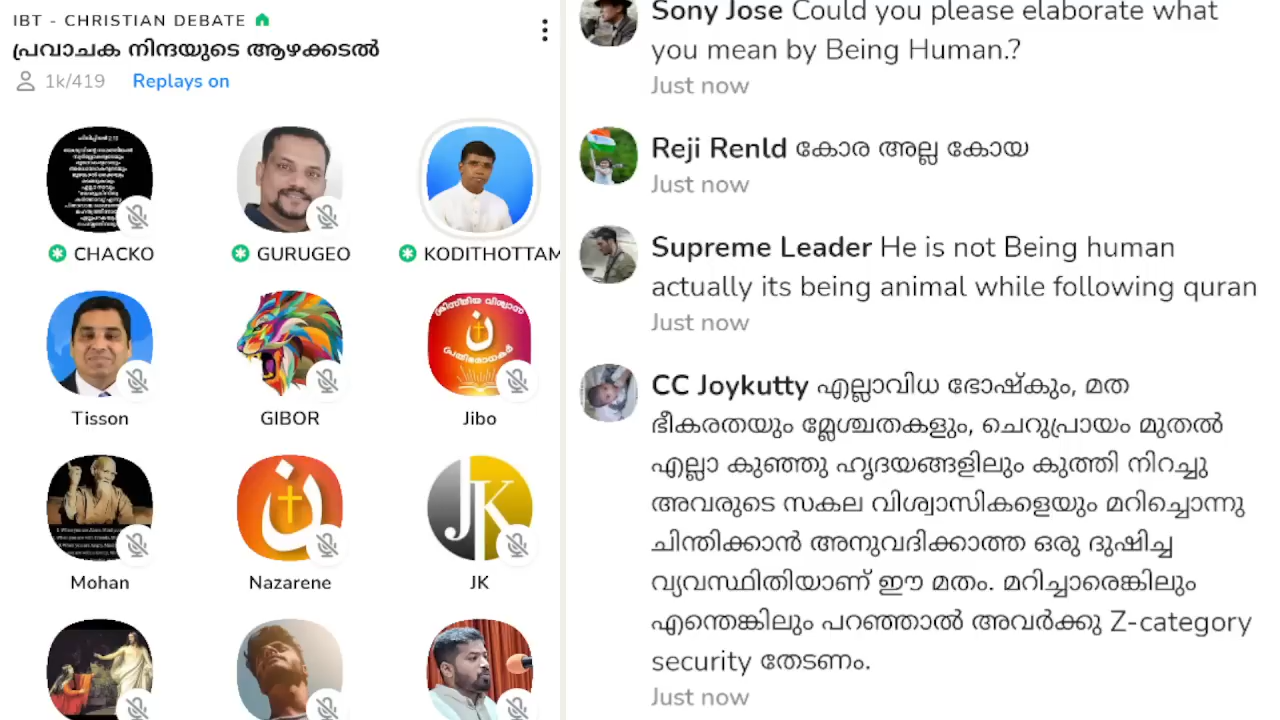 IBT - CHRISTIAN DEBATE
പ്രവാചക നിന്ദയുടെ ആഴക്കടൽ
1k/419 Replays on
CHACKO
GURUGEO
KODITHOTTAM
Tisson
GIBOR
ക്രിസ്തീയ വിശ്വാസ
ن
പ്രതിരോധകർ
Jibo
Mohan
ن
Nazarene
JK
JK
Sony Jose Could you please elaborate what
you mean by Being Human.?
Just now
Reji Renld കോര അല്ല കോയ
Just now
Supreme Leader He is not Being human
actually its being animal while following quran
Just now
CC Joykutty എല്ലാവിധ ഭോഷ്കും, മത
ഭീകരതയും മ്ലേശ്ചതകളും, ചെറുപ്രായം മുതൽ
എല്ലാ കുഞ്ഞു ഹൃദയങ്ങളിലും കുത്തി നിറച്ചു
അവരുടെ സകല വിശ്വാസികളെയും മറിച്ചൊന്നു
ചിന്തിക്കാൻ അനുവദിക്കാത്ത ഒരു ദുഷിച്ച
വ്യവസ്ഥിതിയാണ് ഈ മതം. മറിച്ചാരെങ്കിലും
എന്തെങ്കിലും പറഞ്ഞാൽ അവർക്കു Z-category
security തേടണം.
Just now